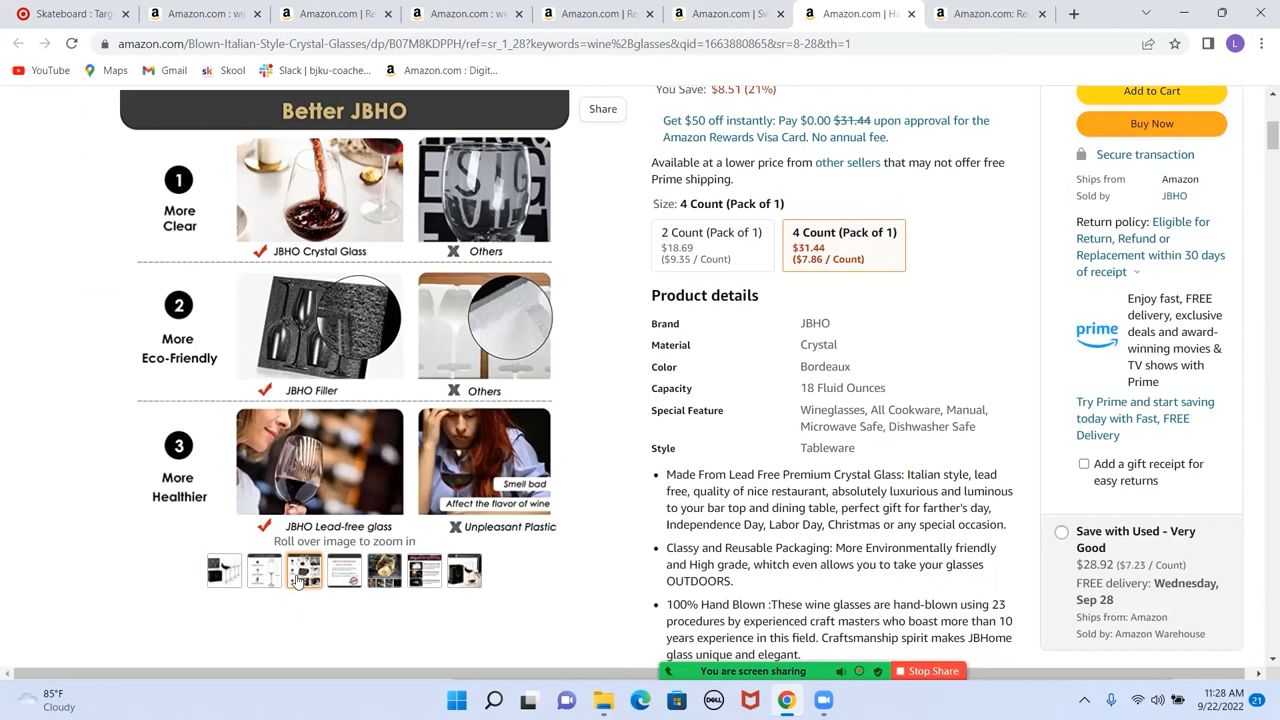 Skateboard : Targ
Amazon.com : wi
Amazon.com | Re
Amazon.com : wi
Amazon.com | Re
Amazon.com | Sw
Amazon.com | Ha
Amazon.com: Rec
amazon.com/Blown-Italian-Style-Crystal-Glasses/dp/B07M8KDPPH/ref=sr_1_28?keywords=wine%2Bglasses&qid=1663880865&sr=8-28&th=1
YouTube
Maps
Gmail
Skool
Slack | bjku-coache...
Amazon.com : Digit...
Better JBHO
Share
1
More
Clear
JBHO Crystal Glass
Others
2
More
Eco-Friendly
JBHO Filler
Others
3
More
Healthier
Smell bad
Affect the flavor of wine
JBHO Lead-free glass
Unpleasant Plastic
Roll over image to zoom in
You Save: $8.51 (21%)
Get $50 off instantly: Pay $0.00 $31.44 upon approval for the
Amazon Rewards Visa Card. No annual fee.
Available at a lower price from other sellers that may not offer free
Prime shipping.
Size: 4 Count (Pack of 1)
2 Count (Pack of 1)
$18.69
($9.35 / Count)
4 Count (Pack of 1)
$31.44
($7.86 / Count)
Product details
Brand JBHO
Material Crystal
Color Bordeaux
Capacity 18 Fluid Ounces
Special Feature Wineglasses, All Cookware, Manual,
Microwave Safe, Dishwasher Safe
Style Tableware
• Made From Lead Free Premium Crystal Glass: Italian style, lead
free, quality of nice restaurant, absolutely luxurious and luminous
to your bar top and dining table, perfect gift for farther's day,
Independence Day, Labor Day, Christmas or any special occasion.
• Classy and Reusable Packaging: More Environmentally friendly
and High grade, whitch even allows you to take your glasses
OUTDOORS.
• 100% Hand Blown :These wine glasses are hand-blown using 23
procedures by experienced craft masters who boast more than 10
years experience in this field. Craftsmanship spirit makes JBHome
glass unique and elegant.
Add to Cart
Buy Now
Secure transaction
Ships from Amazon
Sold by JBHO
Return policy: Eligible for
Return, Refund or
Replacement within 30 days
of receipt
prime
Enjoy fast, FREE
delivery, exclusive
deals and award-
winning movies &
TV shows with
Prime
Try Prime and start saving
today with Fast, FREE
Delivery
Add a gift receipt for
easy returns
Save with Used - Very
Good
$28.92 ($7.23 / Count)
FREE delivery: Wednesday,
Sep 28
Ships from: Amazon
Sold by: Amazon Warehouse
You are screen sharing
Stop Share
85°F
Cloudy
11:28 AM
9/22/2022
21